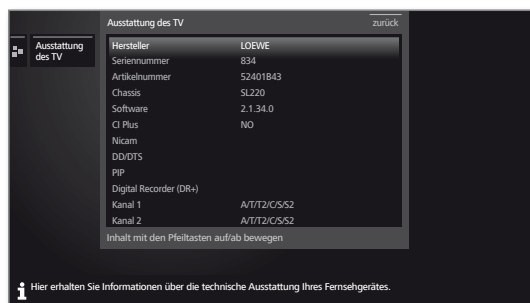 Ausstattung des TV zurück
Ausstattung
des TV
Hersteller LOEWE
Seriennummer 834
Artikelnummer 52401B43
Chassis SL220
Software 2.1.34.0
CI Plus NO
Nicam
DD/DTS
PIP
Digital Recorder (DR+)
Kanal 1 A/T/T2/C/S/S2
Kanal 2 A/T/T2/C/S/S2
Inhalt mit den Pfeiltasten auf/ab bewegen
Hier erhalten Sie Informationen über die technische Ausstattung Ihres Fernsehgerätes.